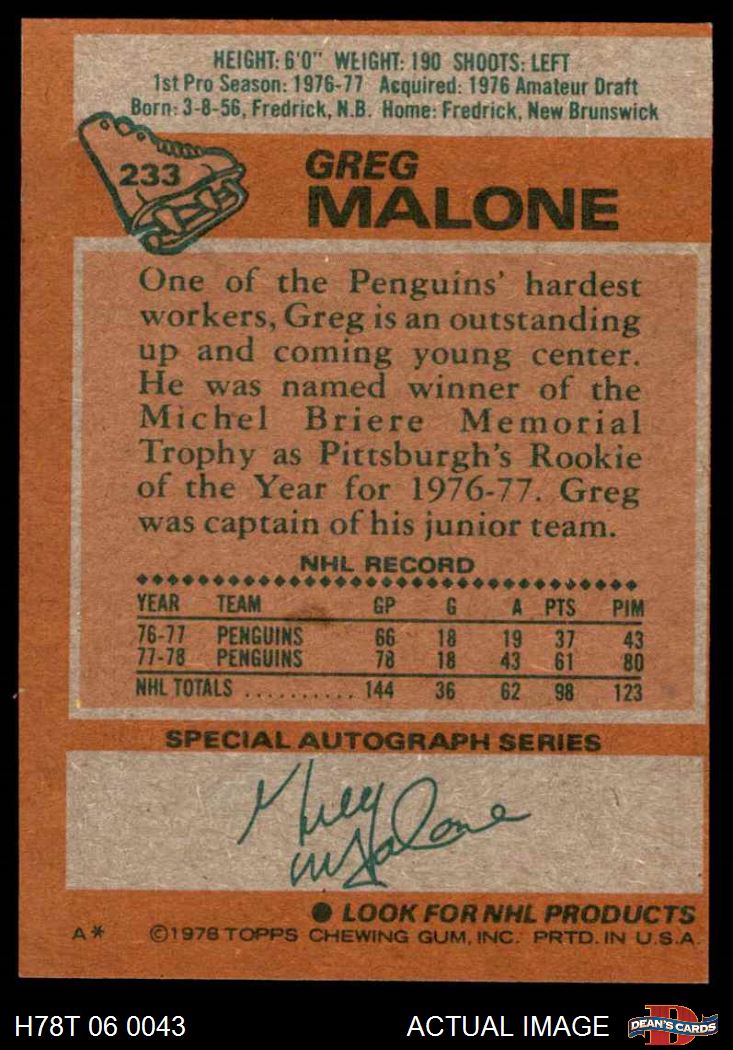 HEIGHT: 6'0" WEIGHT: 190 SHOOTS: LEFT
1st Pro Season: 1976-77 Acquired: 1976 Amateur Draft
Born: 3-8-56, Fredrick, N.B. Home: Fredrick, New Brunswick
233
GREG
MALONE
One of the Penguins' hardest
workers, Greg is an outstanding
up and coming young center.
He was named winner of the
Michel Briere Memorial
Trophy as Pittsburgh's Rookie
of the Year for 1976-77. Greg
was captain of his junior team.
NHL RECORD
YEAR TEAM GP G A PTS PIM
76-77 PENGUINS 66 18 19 37 43
77-78 PENGUINS 78 18 43 61 80
NHL TOTALS .......... 144 36 62 98 123
SPECIAL AUTOGRAPH SERIES
Greg
Malone
● LOOK FOR NHL PRODUCTS
A* ©1978 TOPPS CHEWING GUM, INC. PRTD. IN U.S.A.
H78T 06 0043 ACTUAL IMAGE DEAN'S CARDS